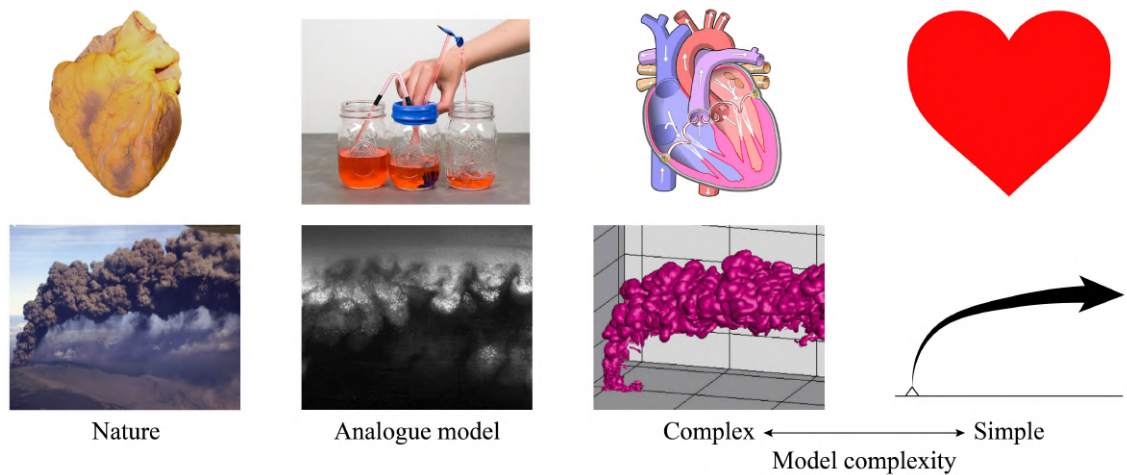 Nature
Analogue model
Complex
Simple
Model complexity